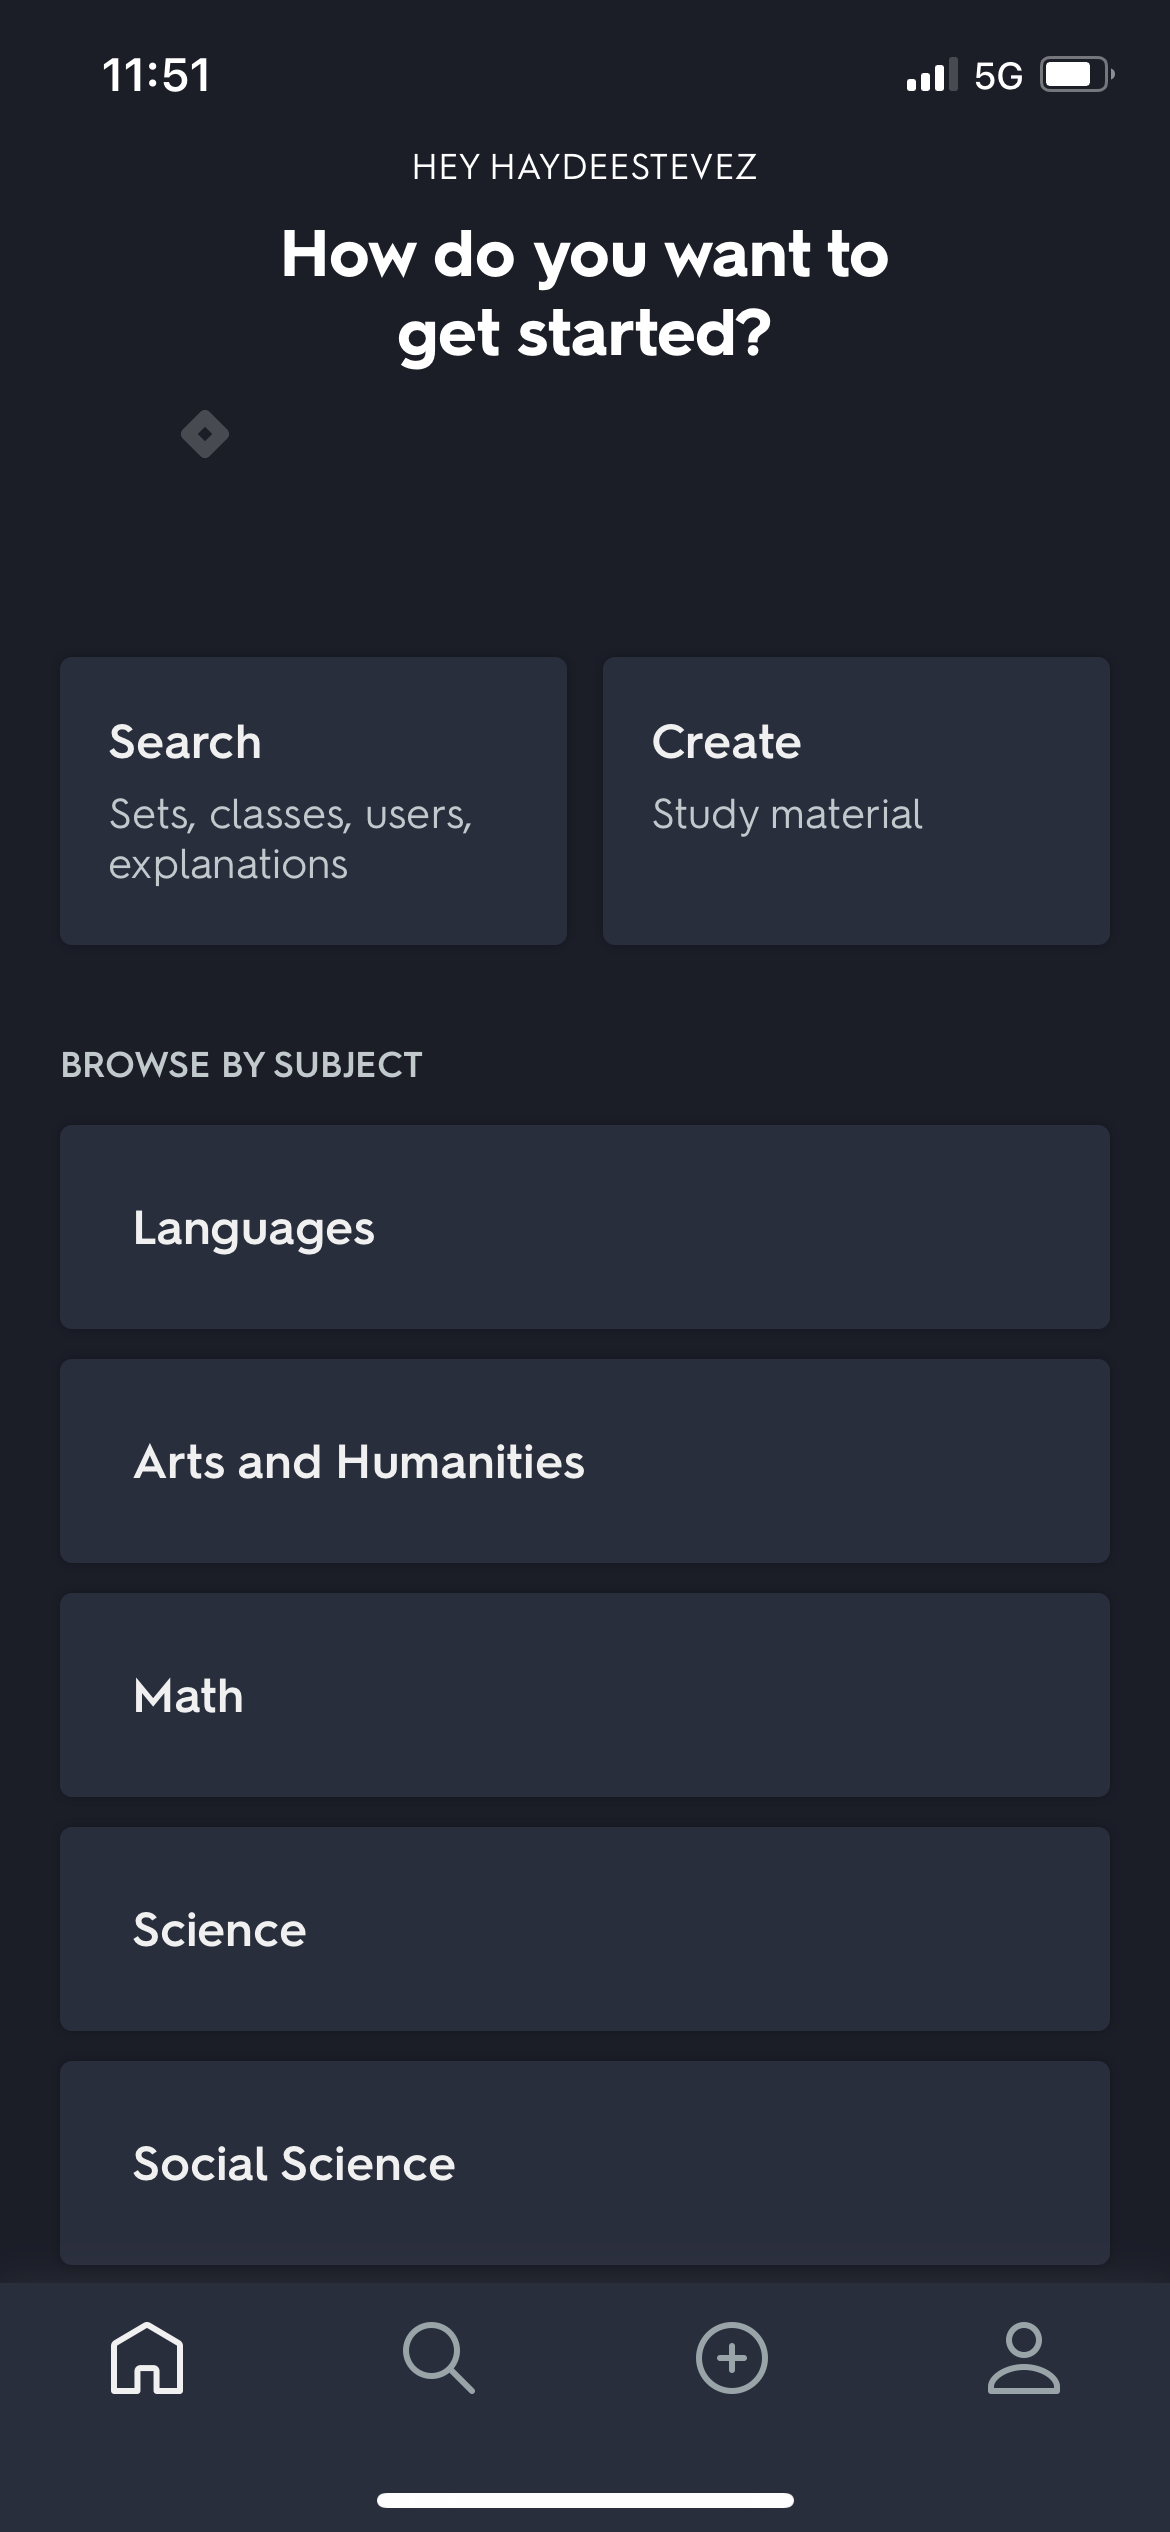 11:51
5G
HEY HAYDEESTEVEZ
How do you want to
get started?
Search
Sets, classes, users,
explanations
Create
Study material
BROWSE BY SUBJECT
Languages
Arts and Humanities
Math
Science
Social Science